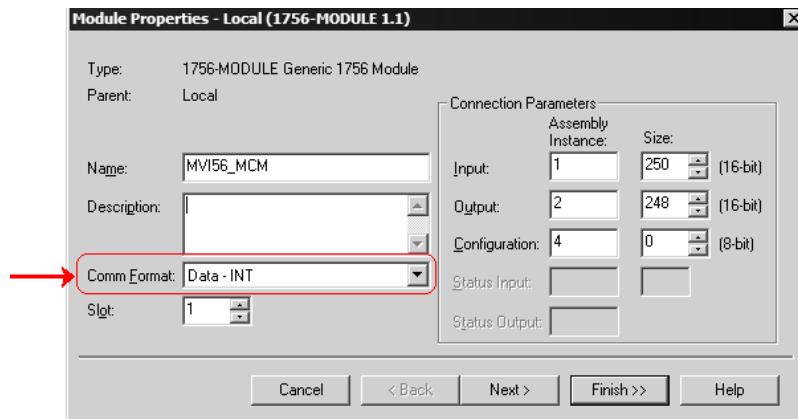 Module Properties - Local (1756-MODULE 1.1)
Type: 1756-MODULE Generic 1756 Module
Parent: Local
Connection Parameters
Assembly Instance: Size:
Name: MVI56_MCM
Input: 1 250 (16-bit)
Description:
Output: 2 248 (16-bit)
Configuration: 4 0 (8-bit)
Comm Format: Data - INT
Status Input:
Slot: 1
Status Output:
Cancel < Back Next > Finish >> Help